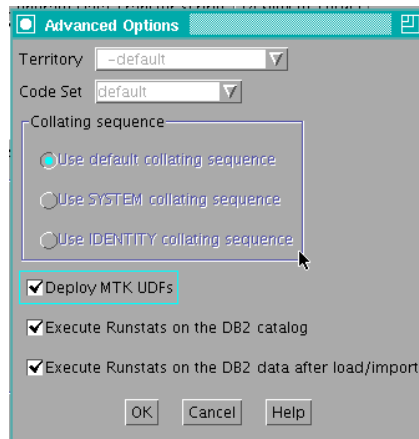 Advanced Options
Territory -default
Code Set default
Collating sequence
Use default collating sequence
Use SYSTEM collating sequence
Use IDENTITY collating sequence
Deploy MTK UDFs
Execute Runstats on the DB2 catalog
Execute Runstats on the DB2 data after load/import
OK Cancel Help